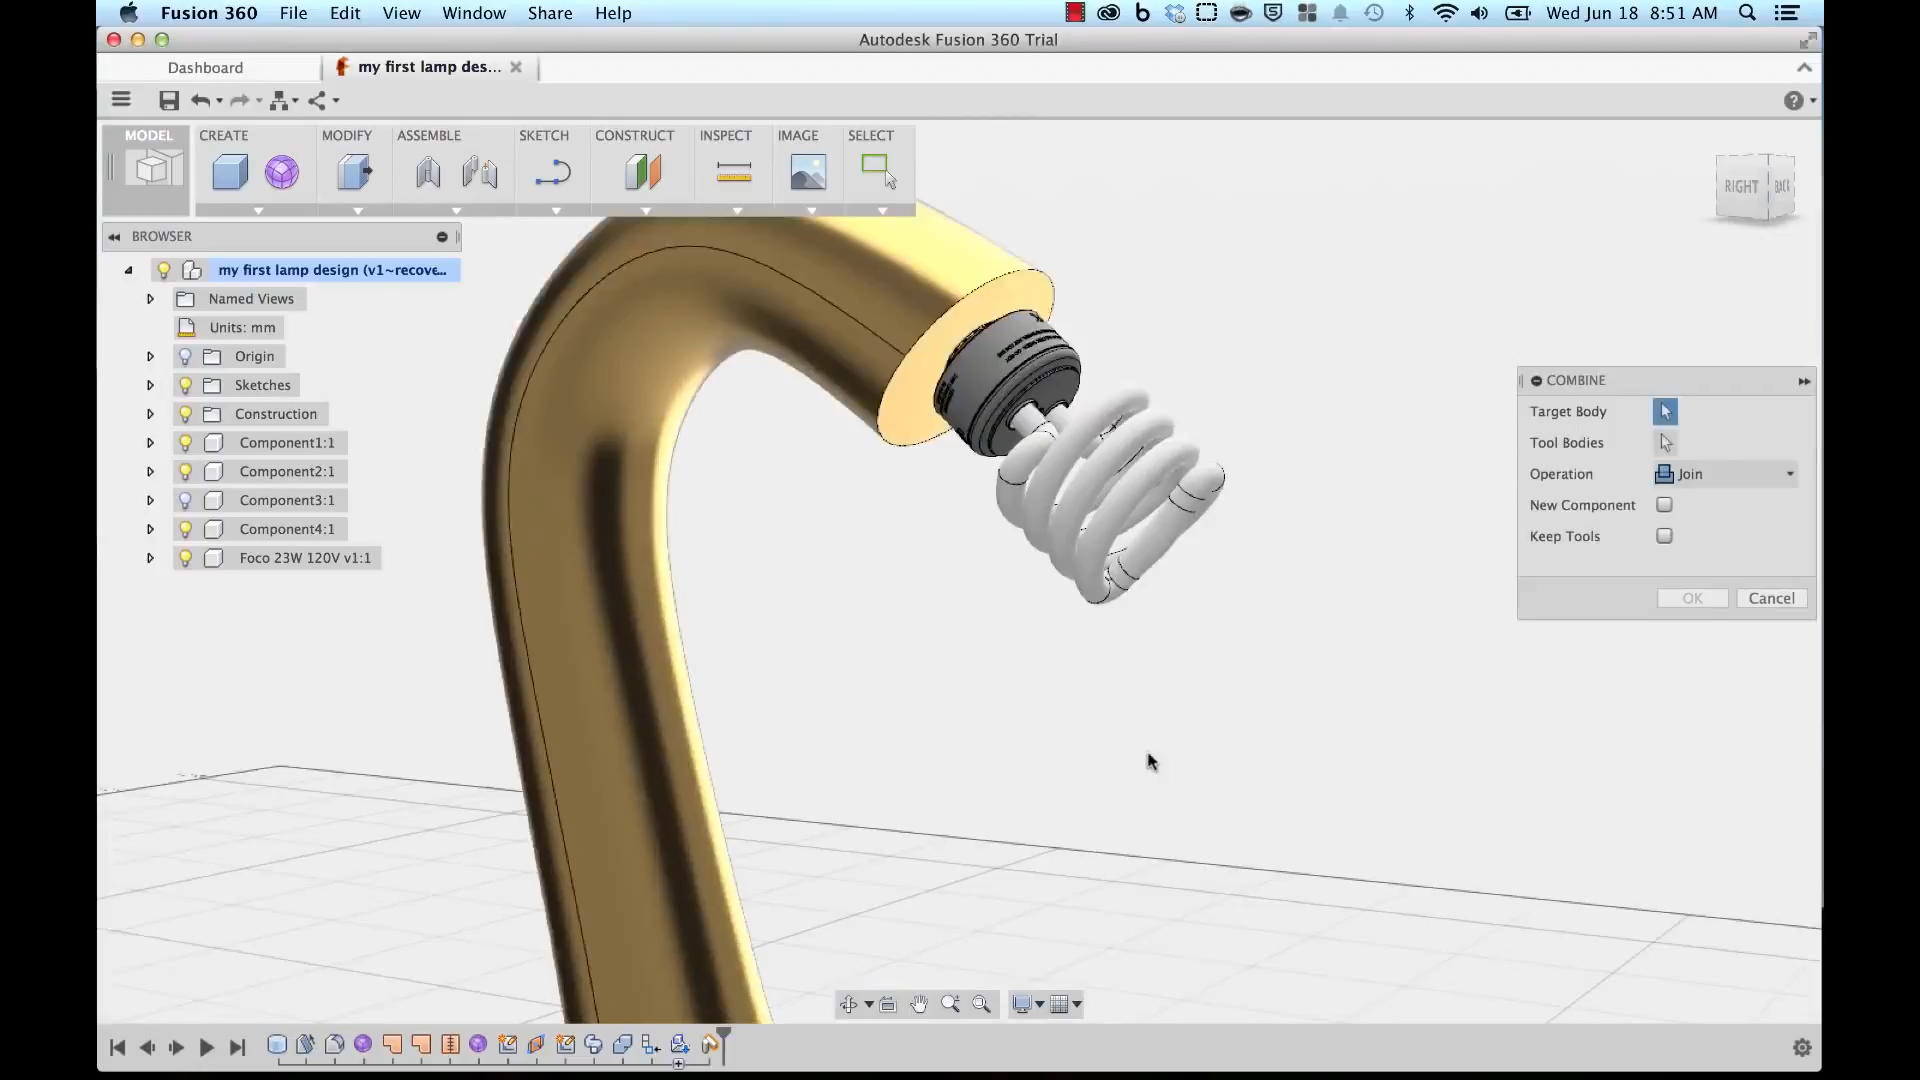 Fusion 360 File Edit View Window Share Help Wed Jun 18 8:51 AM
Autodesk Fusion 360 Trial
Dashboard my first lamp des...
MODEL CREATE MODIFY ASSEMBLE SKETCH CONSTRUCT INSPECT IMAGE SELECT
RIGHT BACK
BROWSER
my first lamp design (v1~recove...
Named Views
Units: mm
Origin
Sketches
Construction
Component1:1
Component2:1
Component3:1
Component4:1
Foco 23W 120V v1:1
COMBINE
Target Body
Tool Bodies
Operation Join
New Component
Keep Tools
OK Cancel